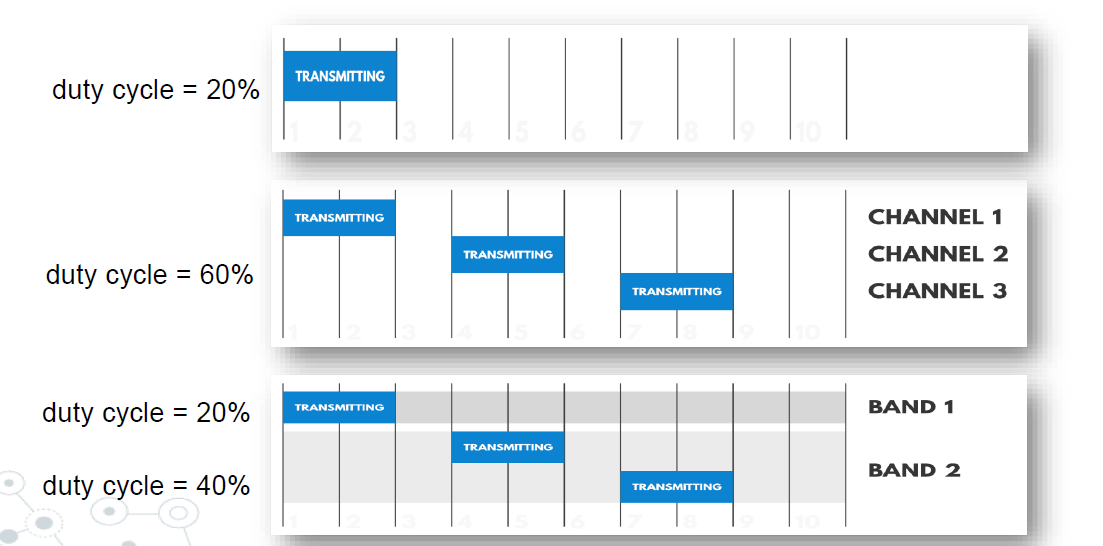 duty cycle = 20%
TRANSMITTING
1 2 3 4 5 6 7 8 9 10
duty cycle = 60%
TRANSMITTING
CHANNEL 1
TRANSMITTING
CHANNEL 2
TRANSMITTING
CHANNEL 3
1 2 3 4 5 6 7 8 9 10
duty cycle = 20%
TRANSMITTING
BAND 1
TRANSMITTING
BAND 2
duty cycle = 40%
TRANSMITTING
1 2 3 4 5 6 7 8 9 10